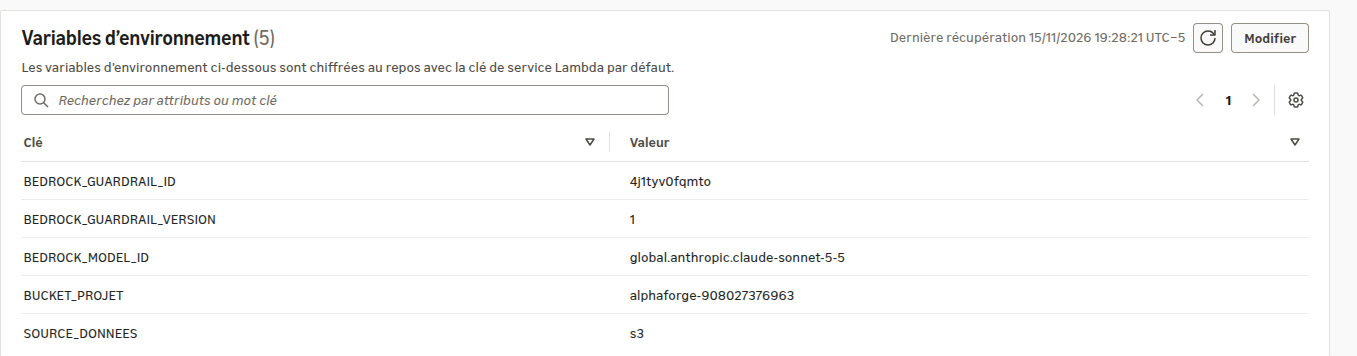 Variables d'environnement (5)
Dernière récupération 15/11/2026 19:28:21 UTC−5
Modifier
Les variables d'environnement ci-dessous sont chiffrées au repos avec la clé de service Lambda par défaut.
Recherchez par attributs ou mot clé
1
Clé Valeur
BEDROCK_GUARDRAIL_ID 4j1tyv0fqmto
BEDROCK_GUARDRAIL_VERSION 1
BEDROCK_MODEL_ID global.anthropic.claude-sonnet-5-5
BUCKET_PROJET alphaforge-908027376963
SOURCE_DONNEES s3